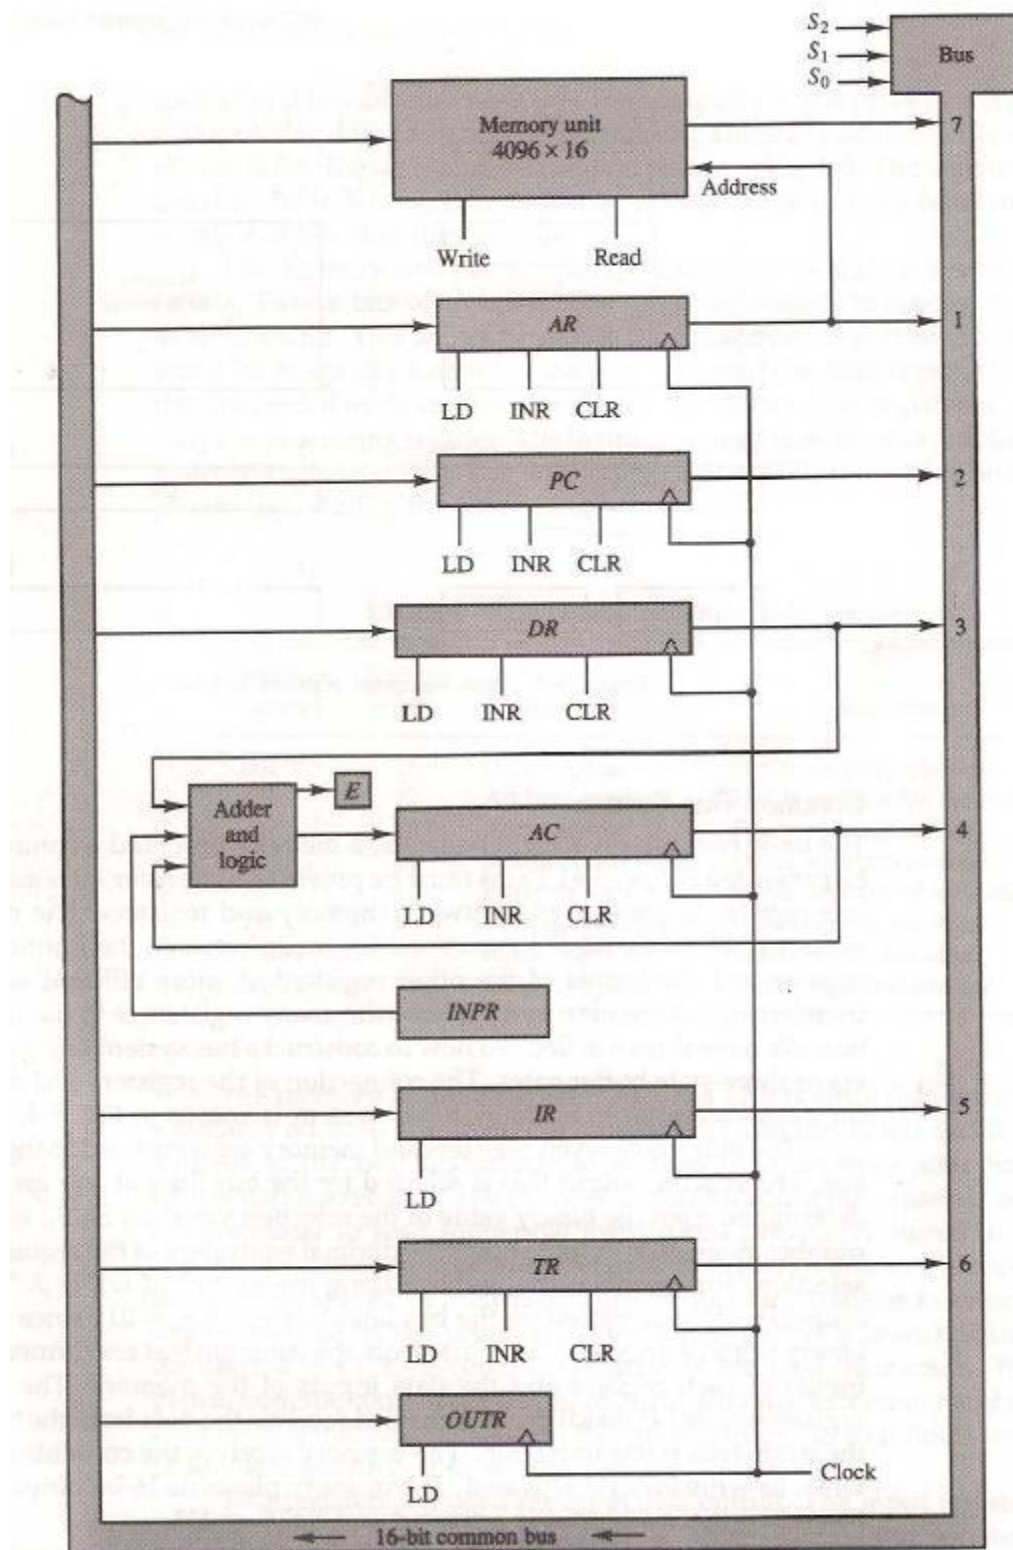 S2
S1
S0
Bus
Memory unit
4096 × 16
7
Address
Write
Read
AR
1
LD
INR
CLR
PC
2
LD
INR
CLR
DR
3
LD
INR
CLR
Adder
and
logic
E
AC
4
LD
INR
CLR
INPR
IR
5
LD
TR
6
LD
INR
CLR
OUTR
Clock
LD
16-bit common bus